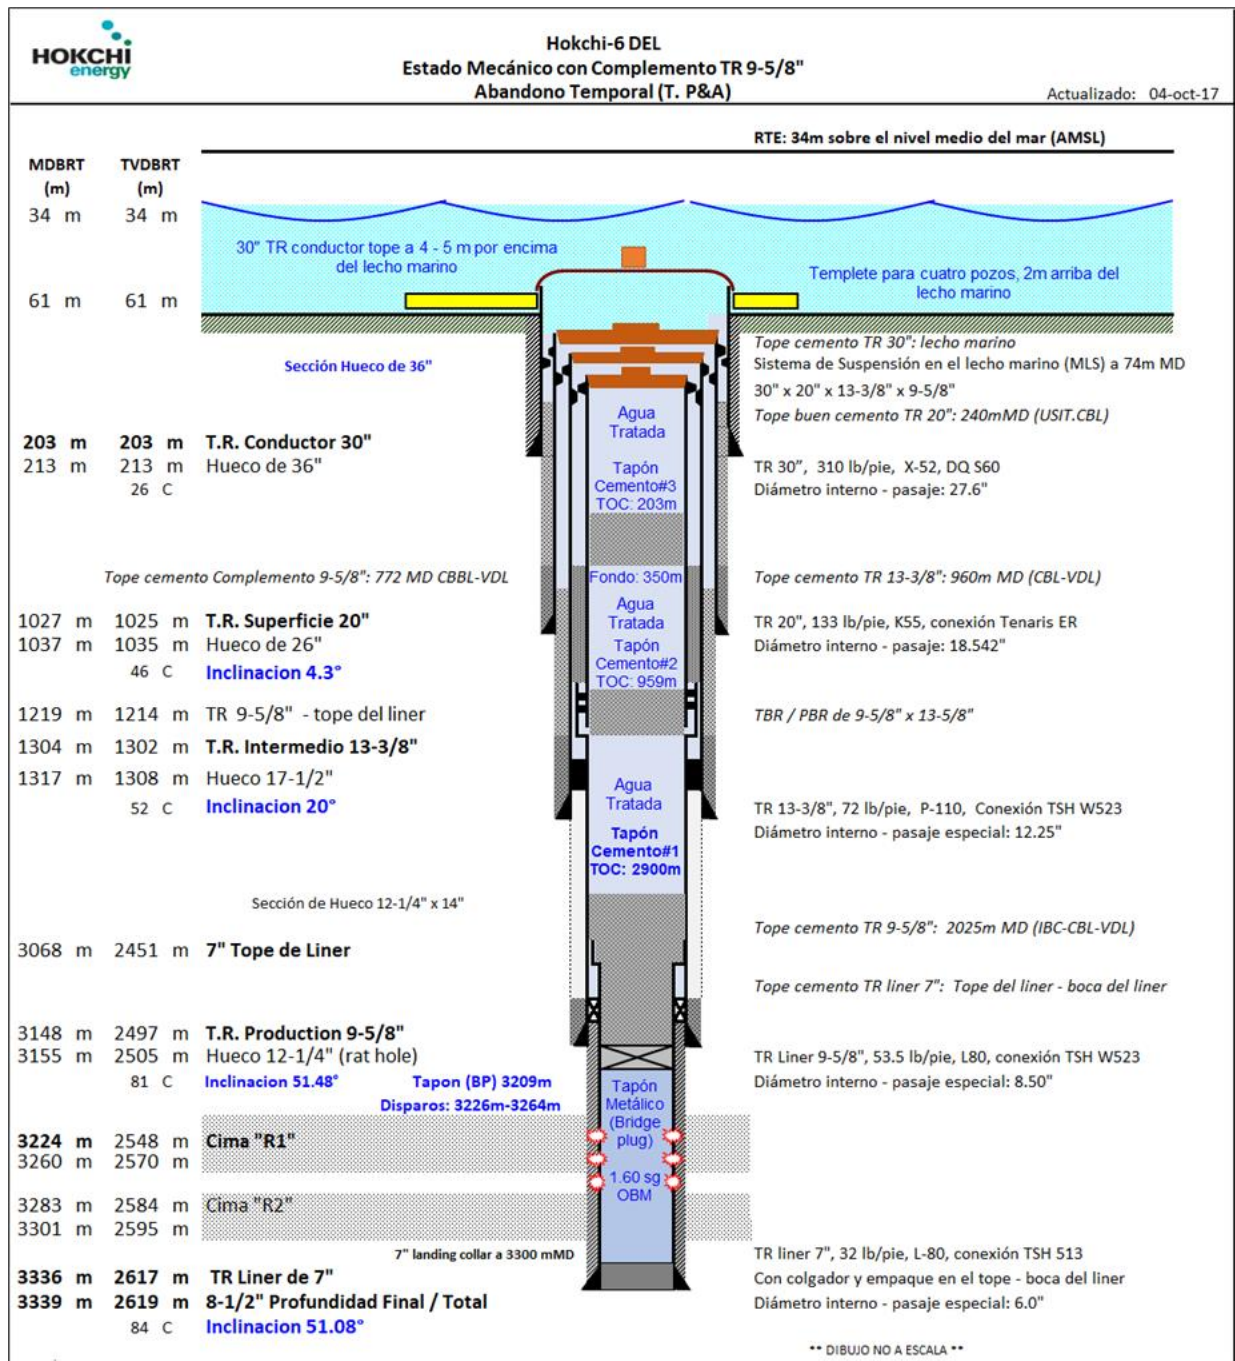 HOKCHI
energy
Hokchi-6 DEL
Estado Mecánico con Complemento TR 9-5/8"
Abandono Temporal (T. P&A)
Actualizado: 04-oct-17
RTE: 34m sobre el nivel medio del mar (AMSL)
MDBRT TVDBRT
(m) (m)
34 m 34 m
30" TR conductor tope a 4 - 5 m por encima
del lecho marino
Templete para cuatro pozos, 2m arriba del
lecho marino
61 m 61 m
Tope cemento TR 30": lecho marino
Sección Hueco de 36"
Sistema de Suspensión en el lecho marino (MLS) a 74m MD
30" x 20" x 13-3/8" x 9-5/8"
Tope buen cemento TR 20": 240mMD (USIT.CBL)
Agua
Tratada
203 m 203 m T.R. Conductor 30"
213 m 213 m Hueco de 36"
26 C
Tapón
Cemento#3
TOC: 203m
TR 30”, 310 lb/pie, X-52, DQ S60
Diámetro interno - pasaje: 27.6"
Tope cemento Complemento 9-5/8": 772 MD CBBL-VDL
Fondo: 350m
Tope cemento TR 13-3/8": 960m MD (CBL-VDL)
1027 m 1025 m T.R. Superficie 20"
1037 m 1035 m Hueco de 26"
46 C Inclinacion 4.3°
Agua
Tratada
Tapón
Cemento#2
TOC: 959m
TR 20", 133 lb/pie, K55, conexión Tenaris ER
Diámetro interno - pasaje: 18.542"
1219 m 1214 m TR 9-5/8" - tope del liner
TBR / PBR de 9-5/8" x 13-5/8"
1304 m 1302 m T.R. Intermedio 13-3/8"
1317 m 1308 m Hueco 17-1/2"
52 C Inclinacion 20°
Agua
Tratada
Tapón
Cemento#1
TOC: 2900m
TR 13-3/8", 72 lb/pie, P-110, Conexión TSH W523
Diámetro interno - pasaje especial: 12.25"
Sección de Hueco 12-1/4" x 14"
Tope cemento TR 9-5/8": 2025m MD (IBC-CBL-VDL)
3068 m 2451 m 7" Tope de Liner
Tope cemento TR liner 7": Tope del liner - boca del liner
3148 m 2497 m T.R. Production 9-5/8"
3155 m 2505 m Hueco 12-1/4" (rat hole)
81 C Inclinacion 51.48° Tapon (BP) 3209m
Disparos: 3226m-3264m
TR Liner 9-5/8", 53.5 lb/pie, L80, conexión TSH W523
Diámetro interno - pasaje especial: 8.50"
Tapón
Metálico
(Bridge
plug)
3224 m 2548 m Cima "R1"
3260 m 2570 m
1.60 sg
OBM
3283 m 2584 m Cima "R2"
3301 m 2595 m
7" landing collar a 3300 mMD
TR liner 7", 32 lb/pie, L-80, conexión TSH 513
3336 m 2617 m TR Liner de 7"
Con colgador y empaque en el tope - boca del liner
3339 m 2619 m 8-1/2" Profundidad Final / Total
Diámetro interno - pasaje especial: 6.0"
84 C Inclinacion 51.08°
** DIBUJO NO A ESCALA **